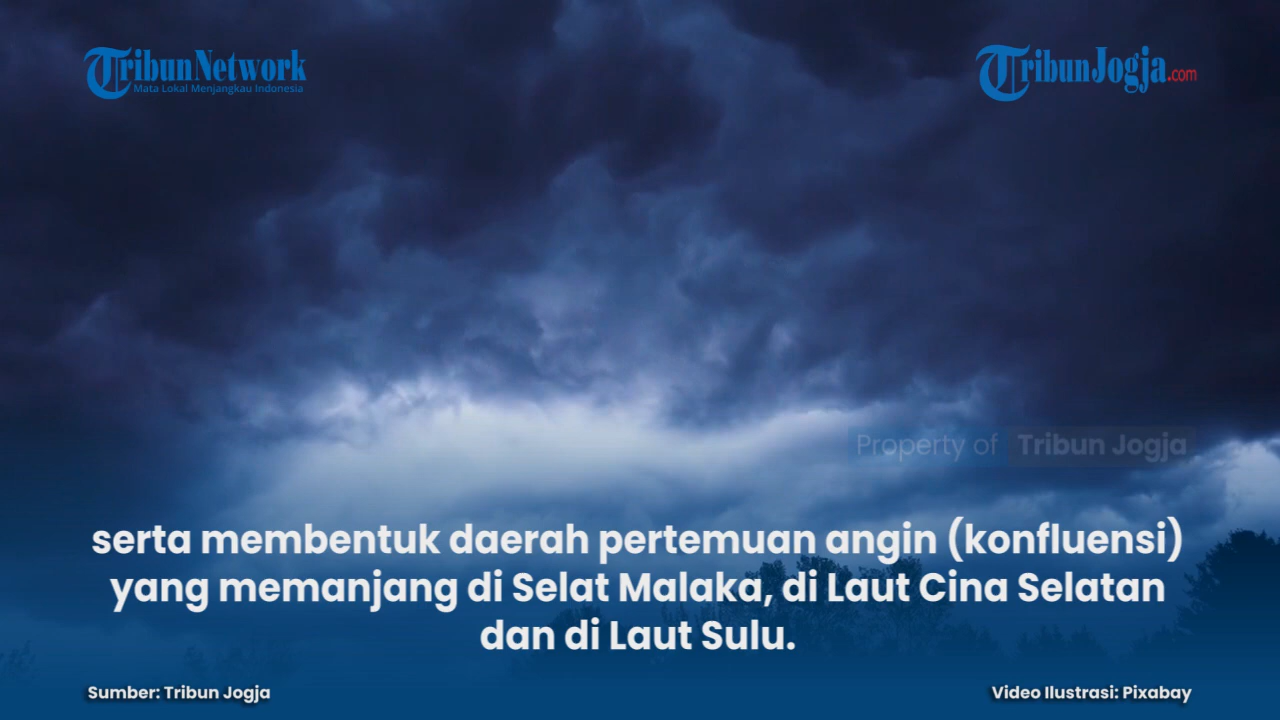 TribunNetwork
Mata Lokal Menjangkau Indonesia
TribunJogja.com
Property of Tribun Jogja
serta membentuk daerah pertemuan angin (konfluensi)
yang memanjang di Selat Malaka, di Laut Cina Selatan
dan di Laut Sulu.
Sumber: Tribun Jogja
Video Ilustrasi: Pixabay